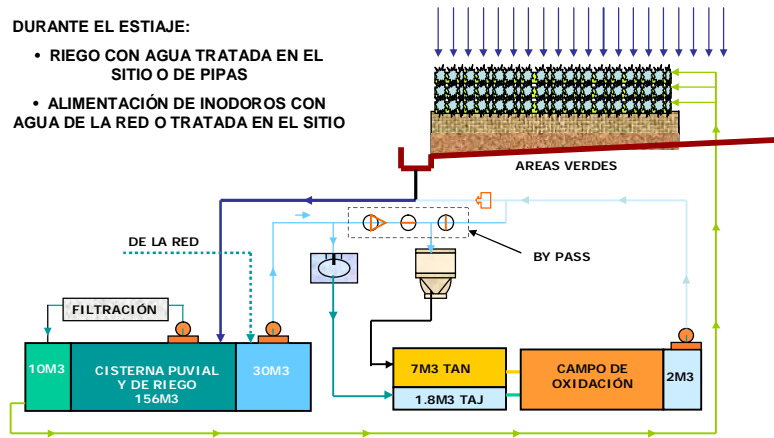 DURANTE EL ESTIAJE:
• RIEGO CON AGUA TRATADA EN EL
SITIO O DE PIPAS
• ALIMENTACIÓN DE INODOROS CON
AGUA DE LA RED O TRATADA EN EL SITIO
AREAS VERDES
DE LA RED
BY PASS
FILTRACIÓN
10M3
CISTERNA PUVIAL
Y DE RIEGO
156M3
30M3
7M3 TAN
1.8M3 TAJ
CAMPO DE
OXIDACIÓN
2M3